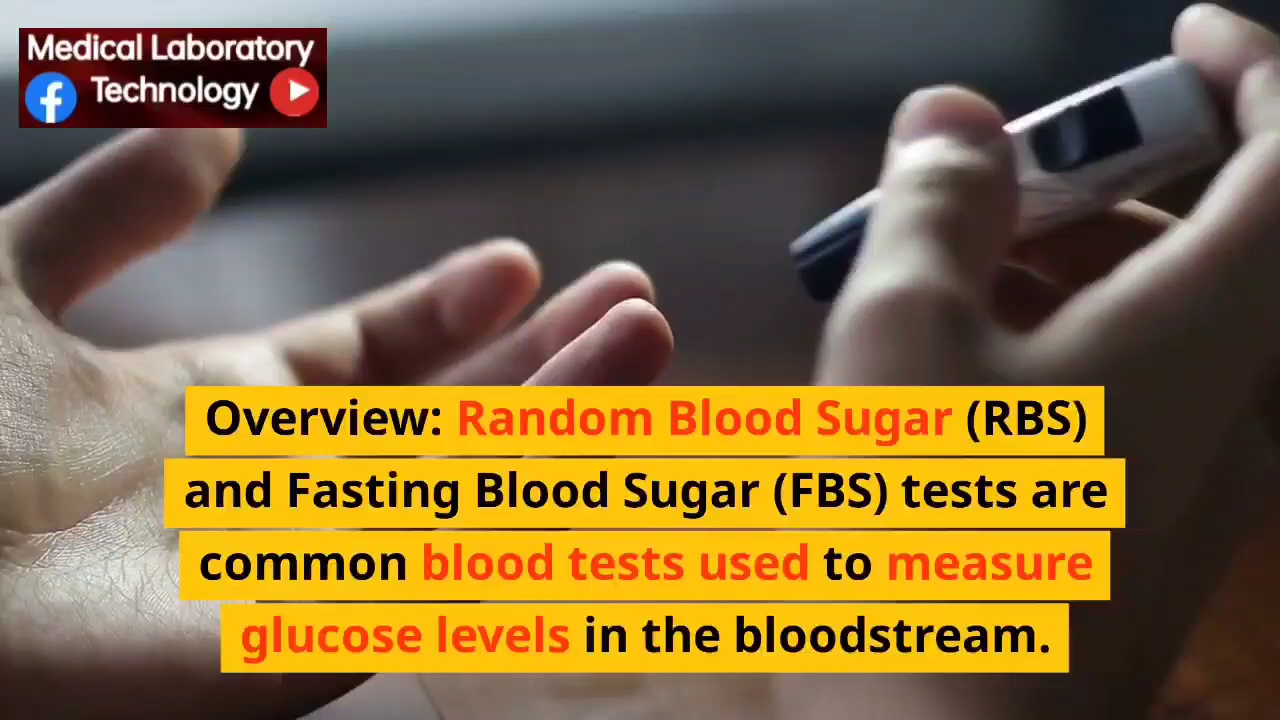 Medical Laboratory
Technology
Overview: Random Blood Sugar (RBS)
and Fasting Blood Sugar (FBS) tests are
common blood tests used to measure
glucose levels in the bloodstream.